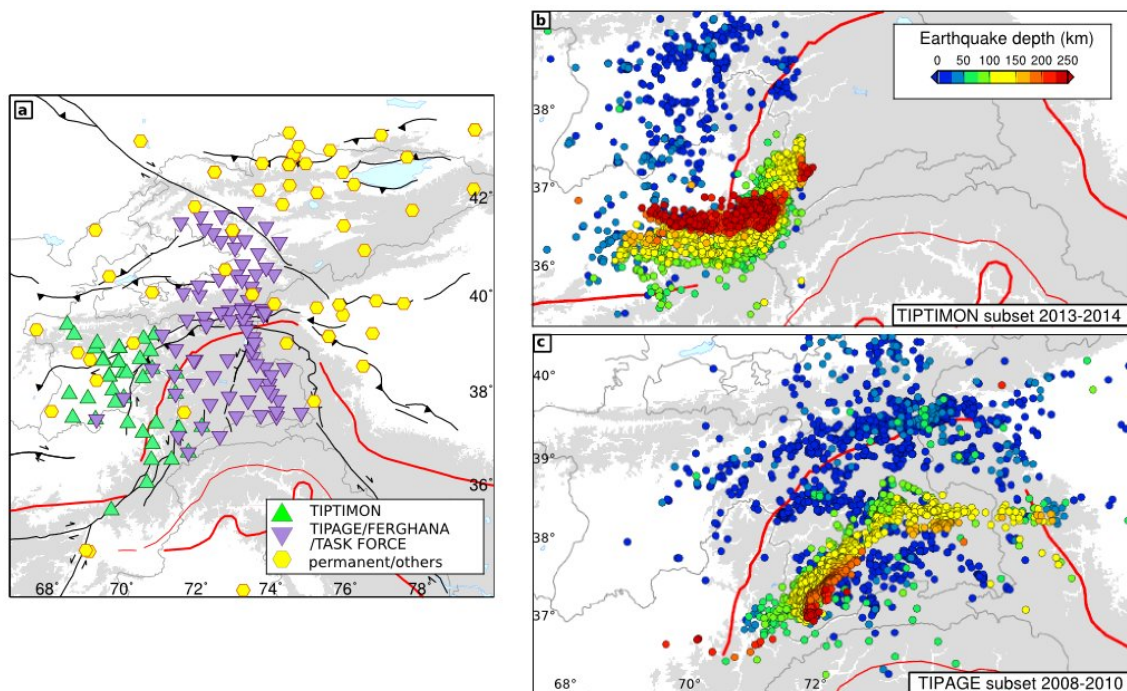 a
42°
40°
38°
36°
68°
70°
72°
74°
76°
78°
TIPTIMON
TIPAGE/FERGHANA
/TASK FORCE
permanent/others
b
Earthquake depth (km)
0 50 100 150 200 250
38°
37°
36°
TIPTIMON subset 2013-2014
c
40°
39°
38°
37°
68°
70°
72°
TIPAGE subset 2008-2010